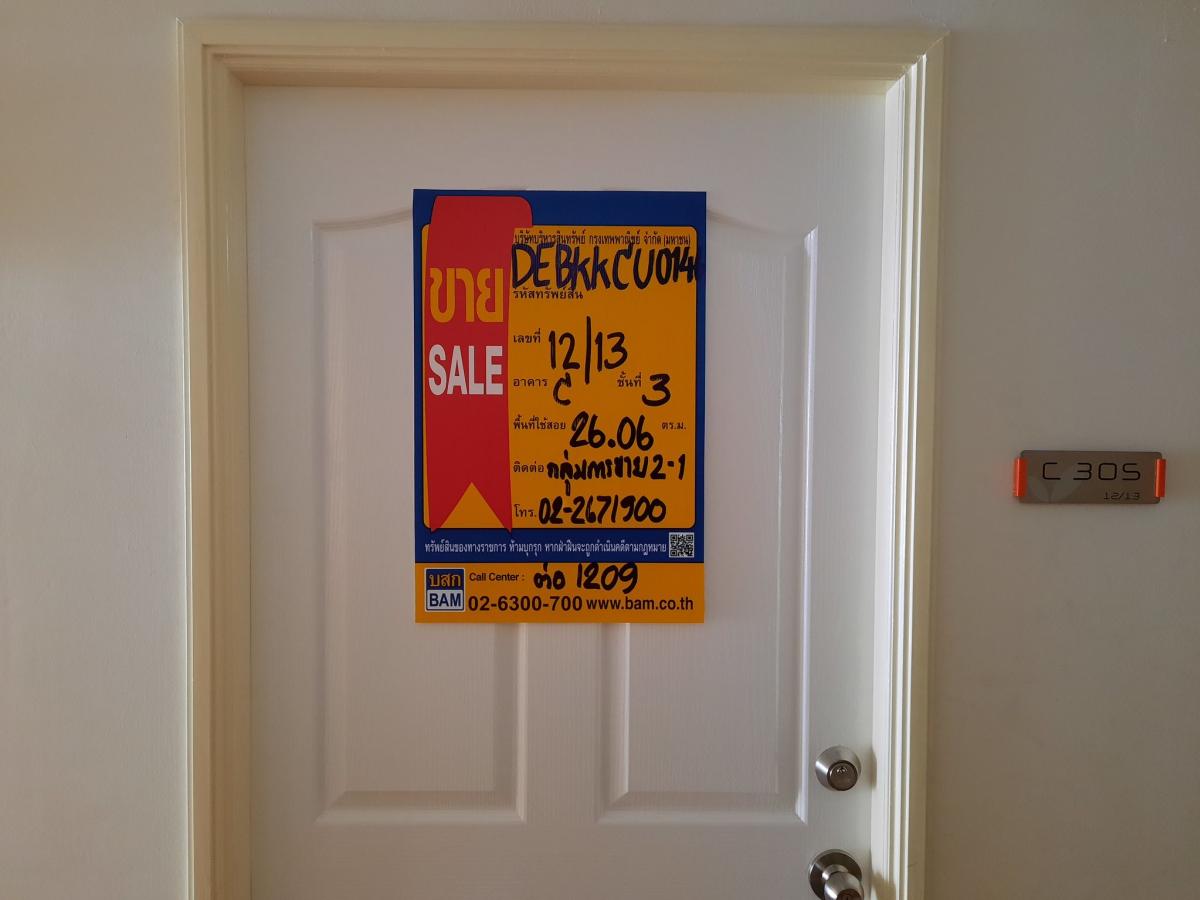 บริษัทบริหารสินทรัพย์ กรุงเทพพาณิชย์ จำกัด (มหาชน)
DEBKKCU014
รหัสทรัพย์สิน
ขาย
SALE
เลขที่ 12/13
อาคาร C ชั้นที่ 3
พื้นที่ใช้สอย 26.06 ตร.ม.
ติดต่อ กลุ่มการขาย 2-1
โทร. 02-2671900
ทรัพย์สินของทางราชการ ห้ามบุกรุก หากฝ่าฝืนจะถูกดำเนินคดีตามกฎหมาย
บสก
BAM
Call Center : ต่อ 1209
02-6300-700 www.bam.co.th
C 305
12/13